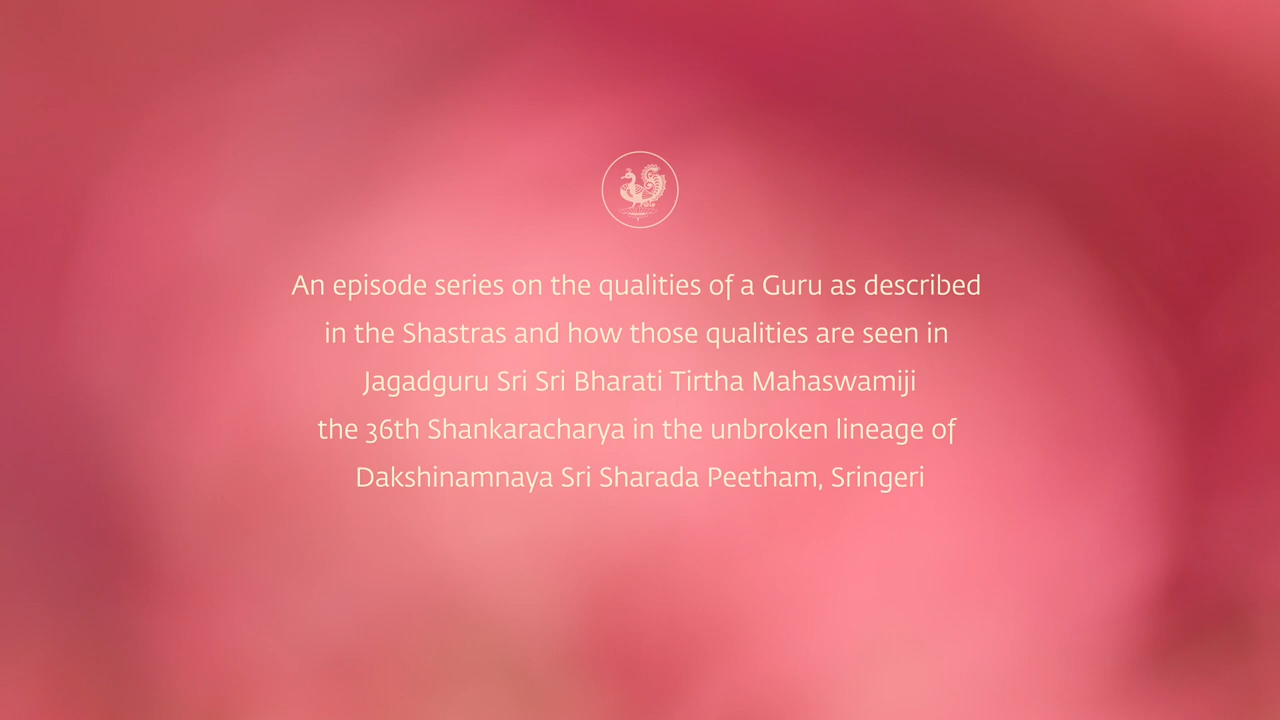 An episode series on the qualities of a Guru as described
in the Shastras and how those qualities are seen in
Jagadguru Sri Sri Bharati Tirtha Mahaswamiji
the 36th Shankaracharya in the unbroken lineage of
Dakshinamnaya Sri Sharada Peetham, Sringeri